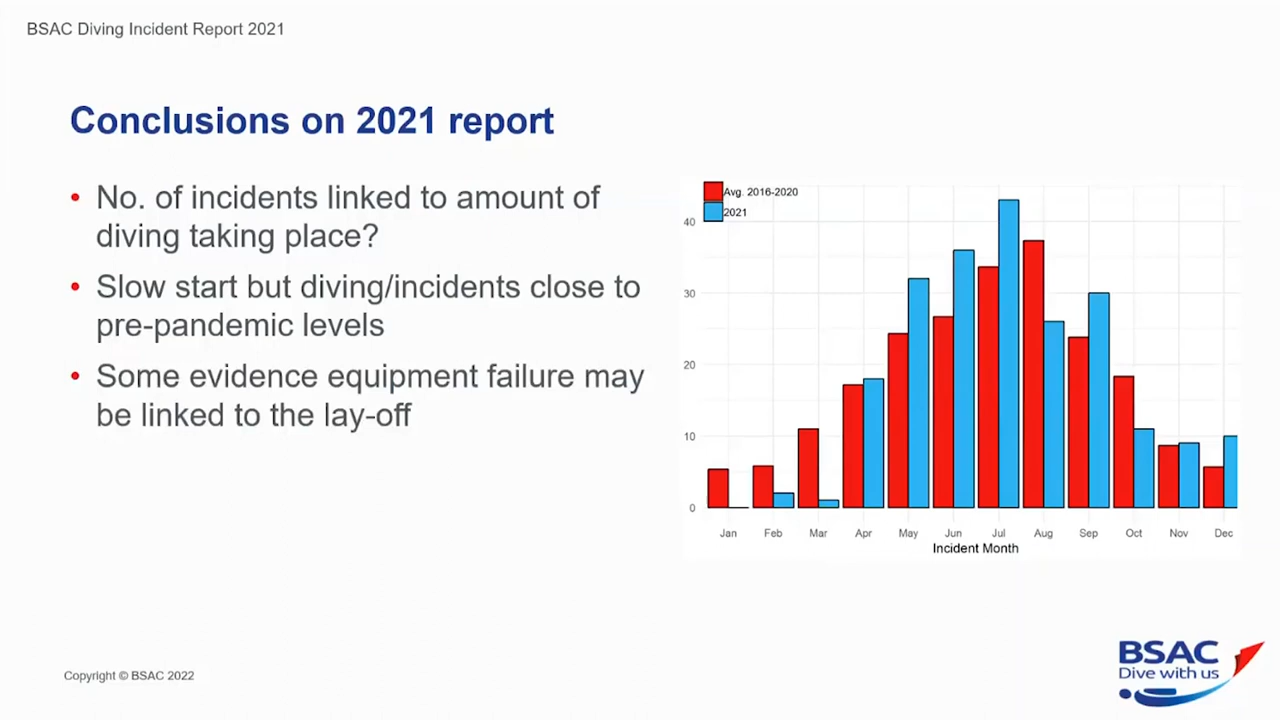 BSAC Diving Incident Report 2021
Conclusions on 2021 report
• No. of incidents linked to amount of
diving taking place?
• Slow start but diving/incidents close to
pre-pandemic levels
• Some evidence equipment failure may
be linked to the lay-off
Avg. 2016-2020
2021
40
30
20
10
0
Jan Feb Mar Apr May Jun Jul Aug Sep Oct Nov Dec
Incident Month
Copyright © BSAC 2022
BSAC
Dive with us